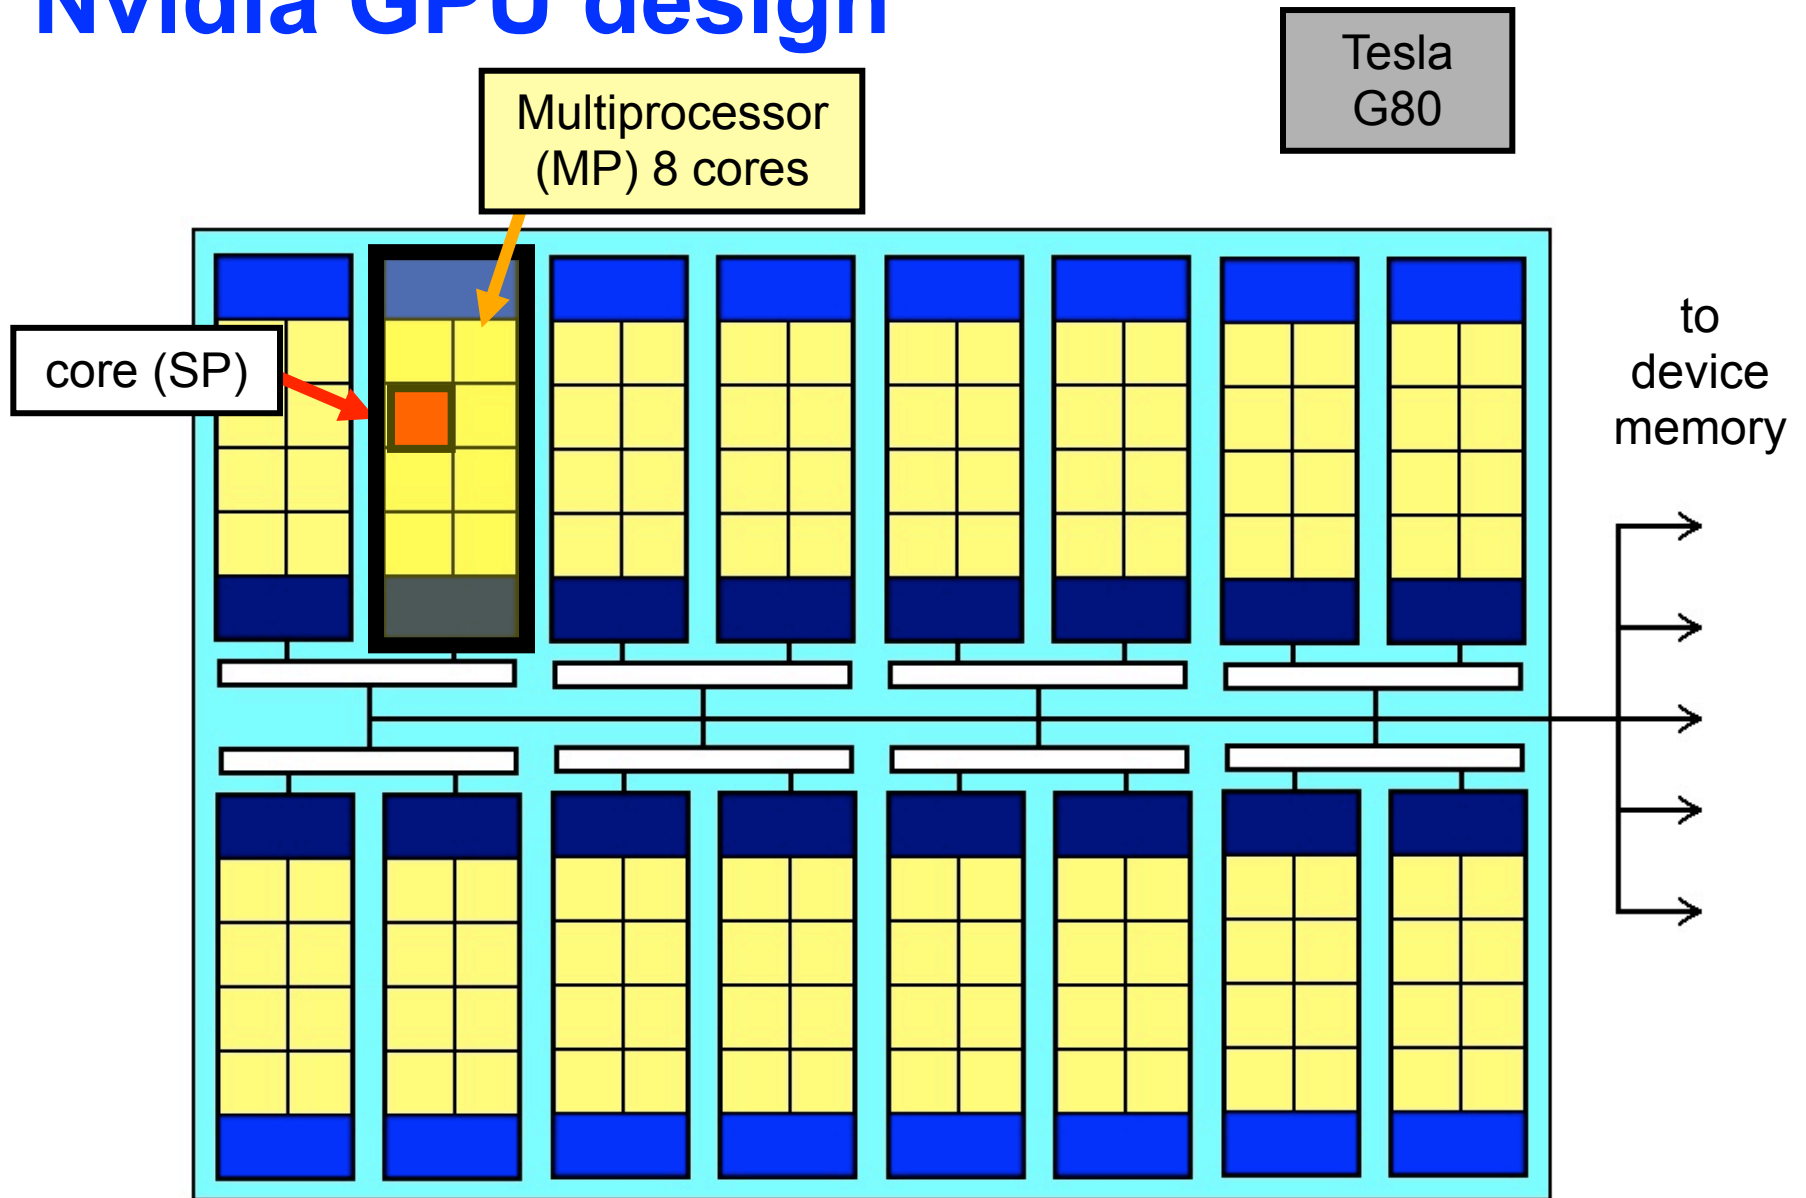 Nvidia GPU design
Tesla
G80
Multiprocessor
(MP) 8 cores
core (SP)
to
device
memory